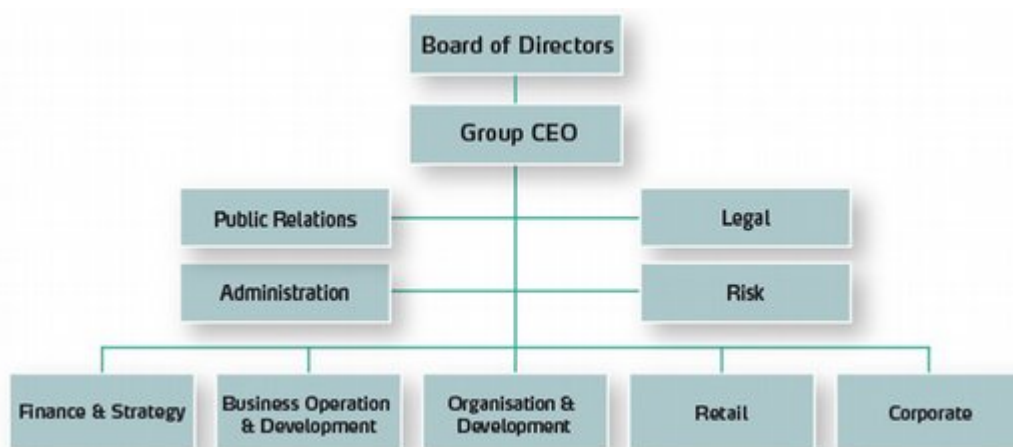 Board of Directors
Group CEO
Public Relations
Legal
Administration
Risk
Finance & Strategy
Business Operation
& Development
Organisation &
Development
Retail
Corporate